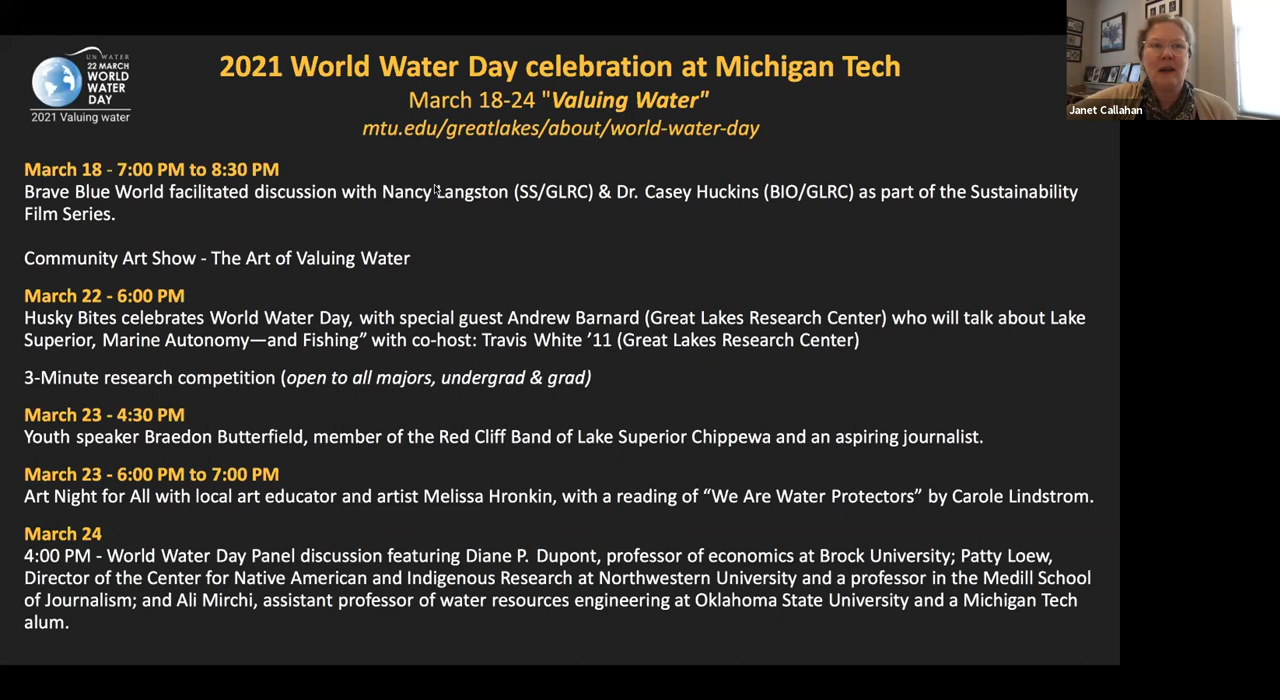 UN WATER
22 MARCH
WORLD
WATER
DAY
2021 Valuing water
2021 World Water Day celebration at Michigan Tech
March 18-24 "Valuing Water"
mtu.edu/greatlakes/about/world-water-day
Janet Callahan
March 18 - 7:00 PM to 8:30 PM
Brave Blue World facilitated discussion with Nancy Langston (SS/GLRC) & Dr. Casey Huckins (BIO/GLRC) as part of the Sustainability
Film Series.
Community Art Show - The Art of Valuing Water
March 22 - 6:00 PM
Husky Bites celebrates World Water Day, with special guest Andrew Barnard (Great Lakes Research Center) who will talk about Lake
Superior, Marine Autonomy—and Fishing” with co-host: Travis White ’11 (Great Lakes Research Center)
3-Minute research competition (open to all majors, undergrad & grad)
March 23 - 4:30 PM
Youth speaker Braedon Butterfield, member of the Red Cliff Band of Lake Superior Chippewa and an aspiring journalist.
March 23 - 6:00 PM to 7:00 PM
Art Night for All with local art educator and artist Melissa Hronkin, with a reading of “We Are Water Protectors” by Carole Lindstrom.
March 24
4:00 PM - World Water Day Panel discussion featuring Diane P. Dupont, professor of economics at Brock University; Patty Loew,
Director of the Center for Native American and Indigenous Research at Northwestern University and a professor in the Medill School
of Journalism; and Ali Mirchi, assistant professor of water resources engineering at Oklahoma State University and a Michigan Tech
alum.